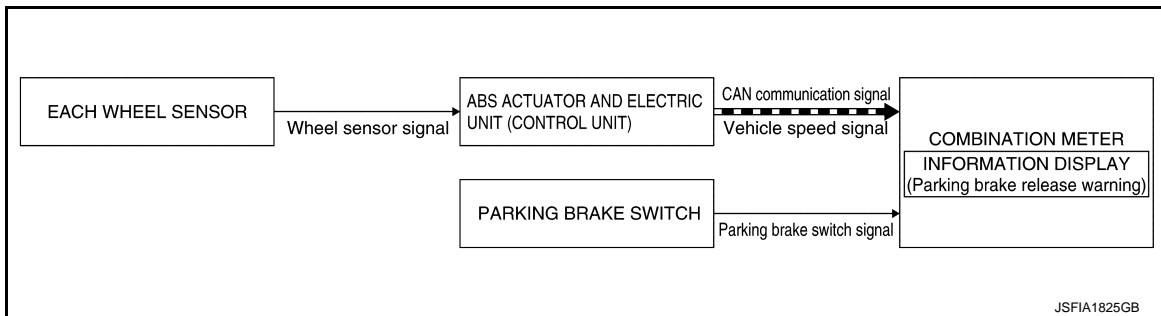 EACH WHEEL SENSOR
Wheel sensor signal
ABS ACTUATOR AND ELECTRIC
UNIT (CONTROL UNIT)
CAN communication signal
Vehicle speed signal
COMBINATION METER
INFORMATION DISPLAY
(Parking brake release warning)
PARKING BRAKE SWITCH
Parking brake switch signal
JSFIA1825GB